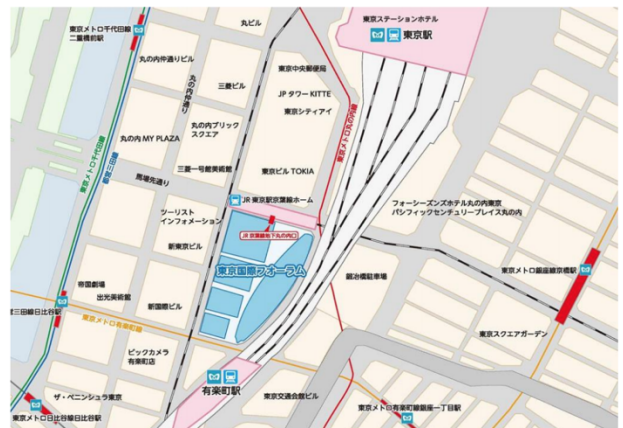 東京ステーションホテル
東京駅
丸ビル
東京メトロ千代田線
二重橋前駅
丸の内仲通りビル
丸の内仲通り
三菱ビル
東京中央郵便局
JP タワー KITTE
東京シティアイ
東京メトロ丸の内線
丸の内 MY PLAZA
丸の内ブリック
スクエア
東京メトロ千代田線
都営三田線
馬場先通り
三菱一号館美術館
東京ビル TOKIA
JR 東京駅京葉線ホーム
フォーシーズンズホテル丸の内東京
パシフィックセンチュリープレイス丸の内
ツーリスト
インフォメーション
JR 京葉線地下丸の内口
新東京ビル
東京国際フォーラム
鍛冶橋駐車場
東京メトロ銀座線京橋駅
帝国劇場
出光美術館
新国際ビル
営三田線日比谷駅
東京メトロ有楽町線
東京スクエアガーデン
ビックカメラ
有楽町店
有楽町駅
ザ・ペニンシュラ東京
東京交通会館ビル
東京メトロ日比谷線日比谷駅
東京メトロ有楽町線銀座一丁目駅